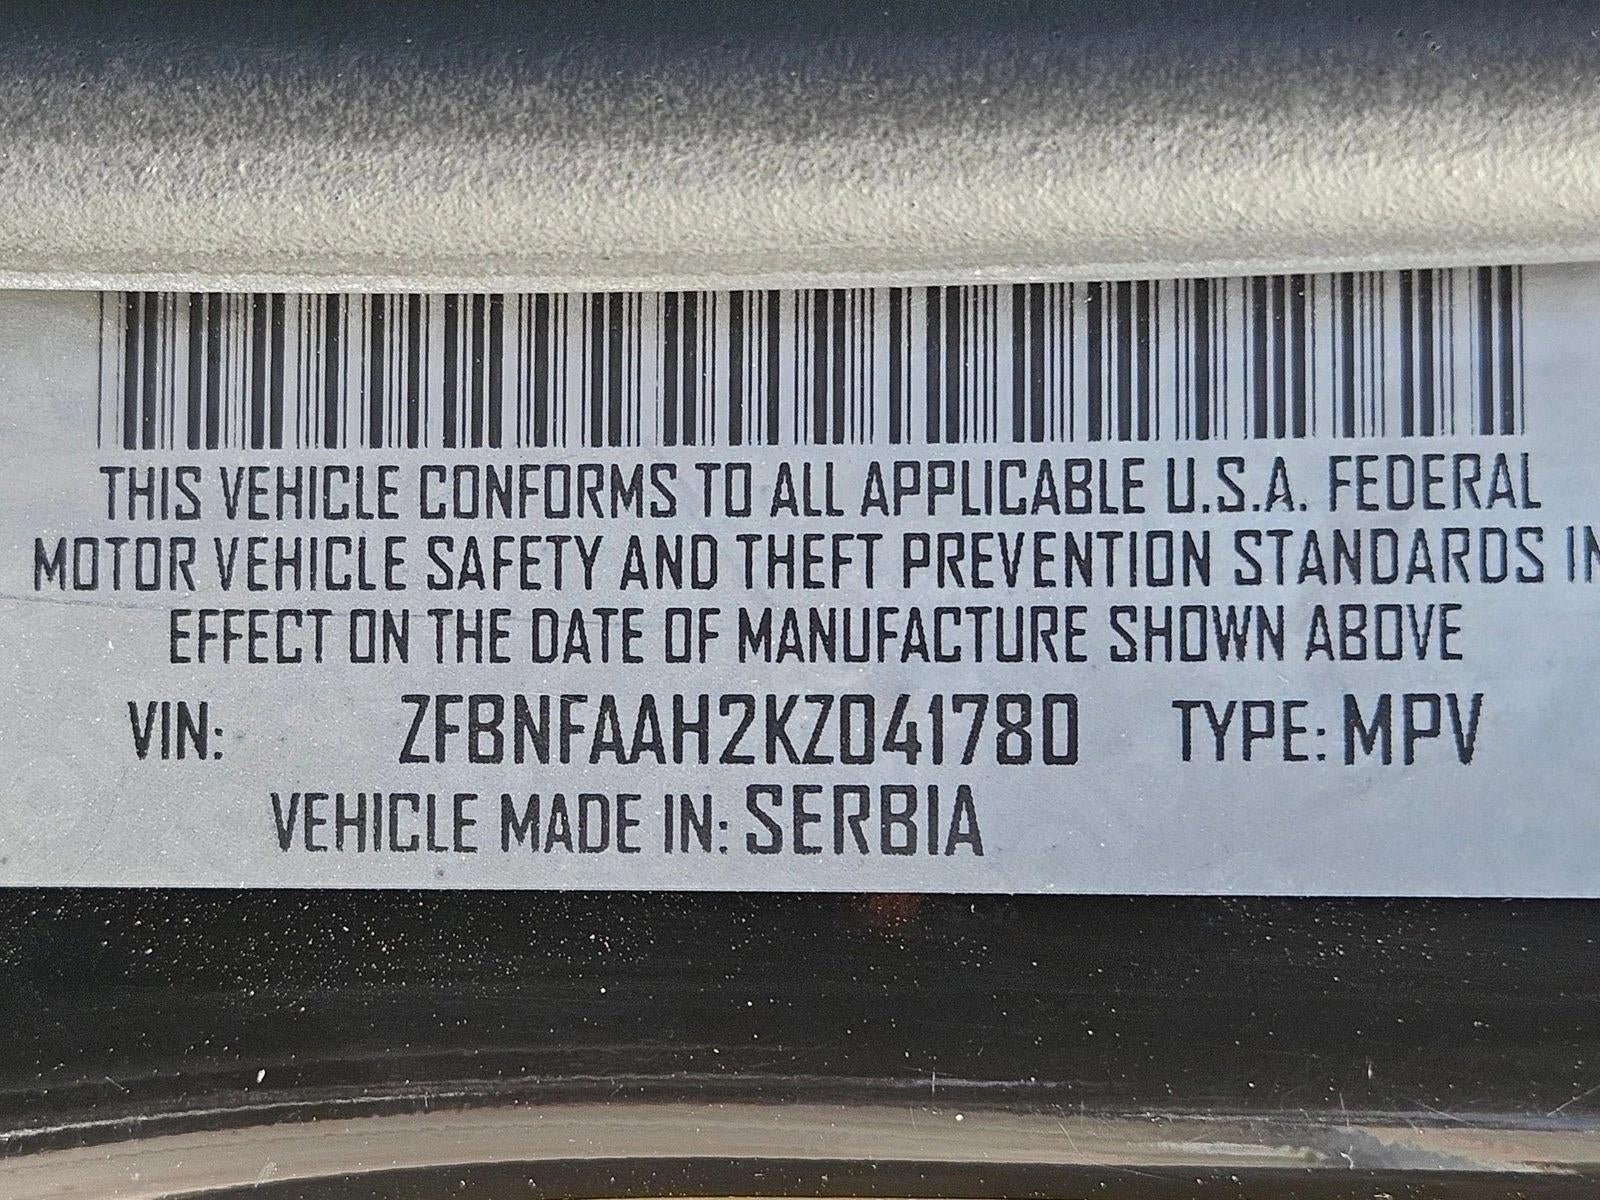 THIS VEHICLE CONFORMS TO ALL APPLICABLE U.S.A. FEDERAL
MOTOR VEHICLE SAFETY AND THEFT PREVENTION STANDARDS IN
EFFECT ON THE DATE OF MANUFACTURE SHOWN ABOVE
VIN: ZFBNFAAH2KZ041780 TYPE: MPV
VEHICLE MADE IN: SERBIA